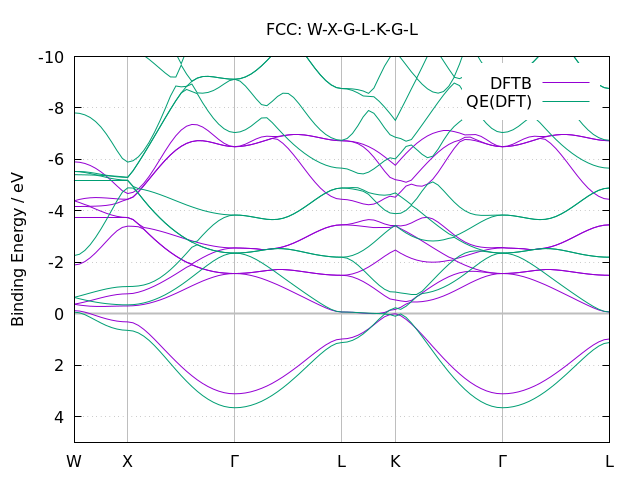 FCC: W-X-G-L-K-G-L
-10
-8
-6
-4
-2
0
2
4
Binding Energy / eV
DFTB
QE(DFT)
W X Γ L K Γ L